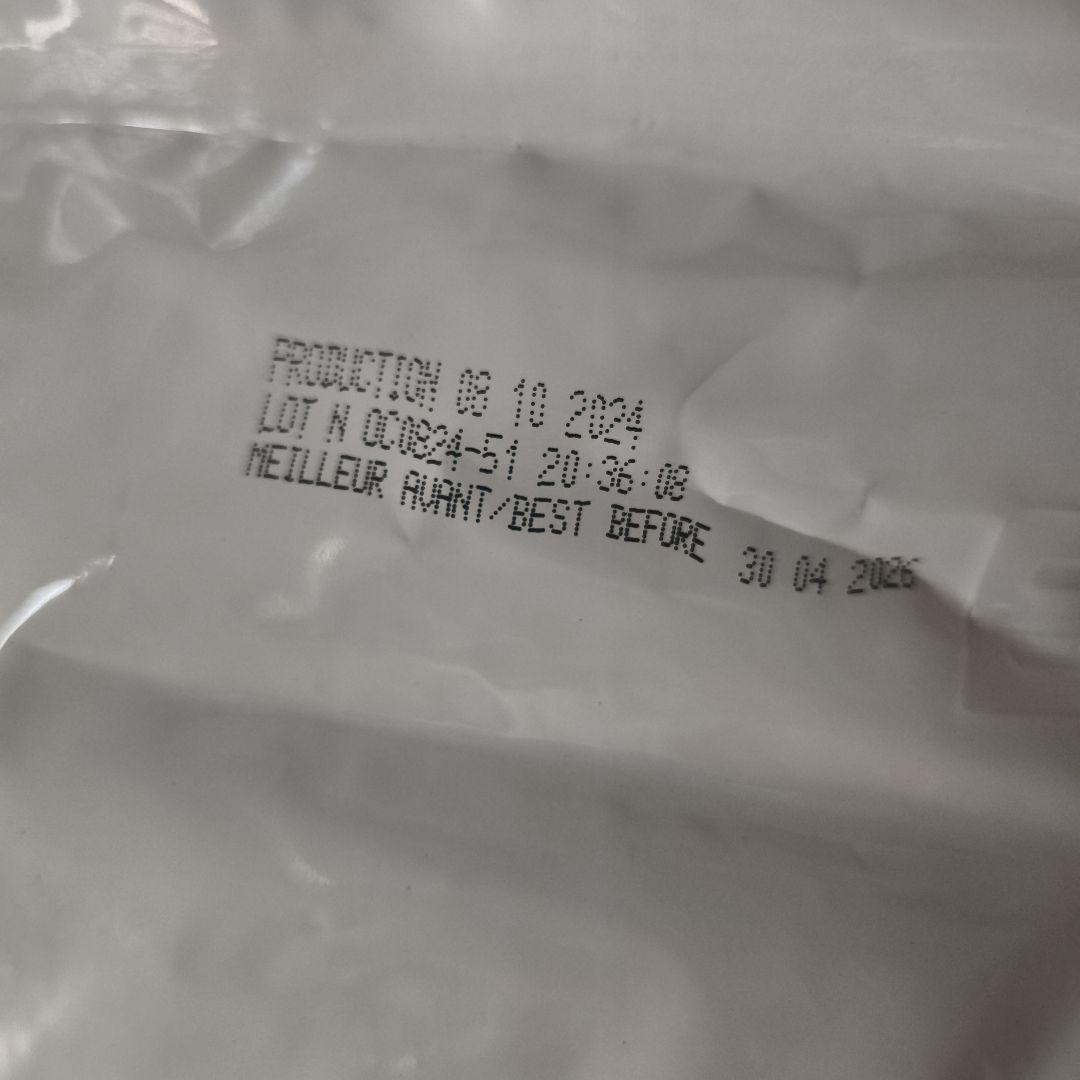 PRODUCTION 08 10 2024
LOT N OC0824-51 20:36:08
MEILLEUR AVANT/BEST BEFORE 30 04 2026